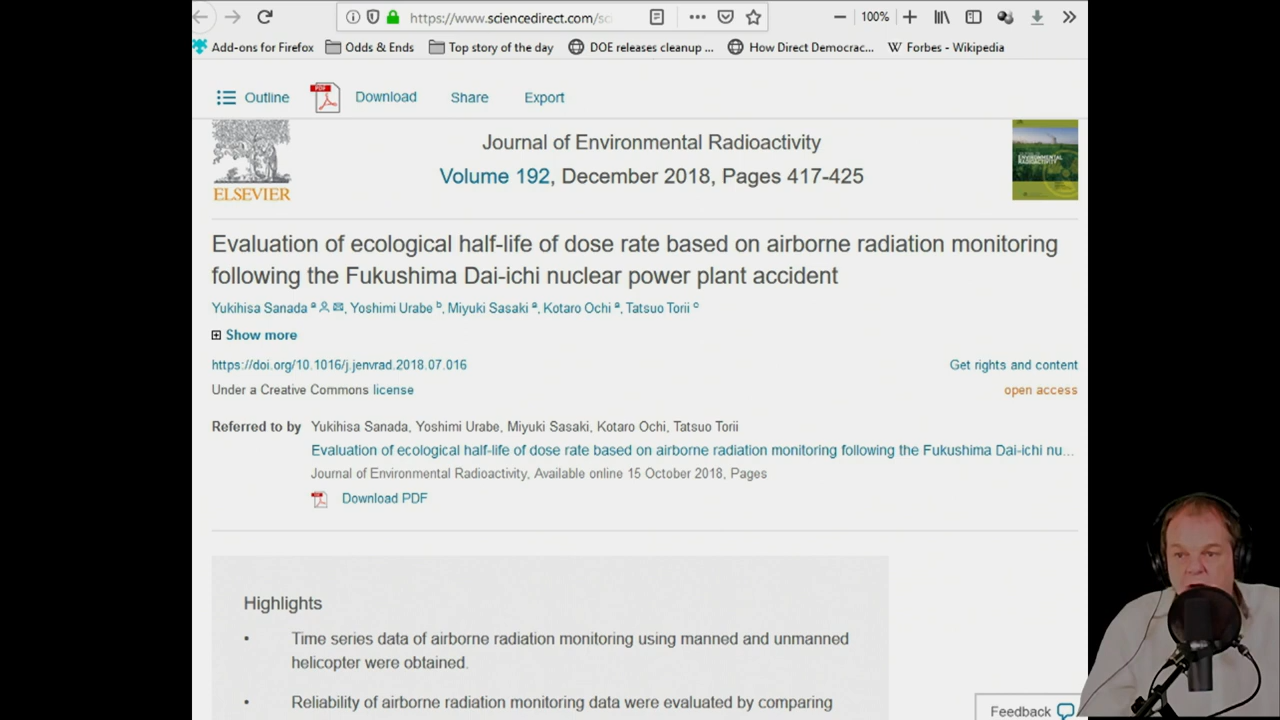 https://www.sciencedirect.com/sc
100%
Add-ons for Firefox
Odds & Ends
Top story of the day
DOE releases cleanup ...
How Direct Democrac...
W Forbes - Wikipedia
Outline
PDF
Download
Share
Export
Journal of Environmental Radioactivity
Volume 192, December 2018, Pages 417-425
ELSEVIER
Evaluation of ecological half-life of dose rate based on airborne radiation monitoring
following the Fukushima Dai-ichi nuclear power plant accident
Yukihisa Sanada a, Yoshimi Urabe b, Miyuki Sasaki a, Kotaro Ochi a, Tatsuo Torii c
Show more
https://doi.org/10.1016/j.jenvrad.2018.07.016
Get rights and content
Under a Creative Commons license
open access
Referred to by Yukihisa Sanada, Yoshimi Urabe, Miyuki Sasaki, Kotaro Ochi, Tatsuo Torii
Evaluation of ecological half-life of dose rate based on airborne radiation monitoring following the Fukushima Dai-ichi nu...
Journal of Environmental Radioactivity, Available online 15 October 2018, Pages
Download PDF
Highlights
• Time series data of airborne radiation monitoring using manned and unmanned
helicopter were obtained.
• Reliability of airborne radiation monitoring data were evaluated by comparing
Feedback